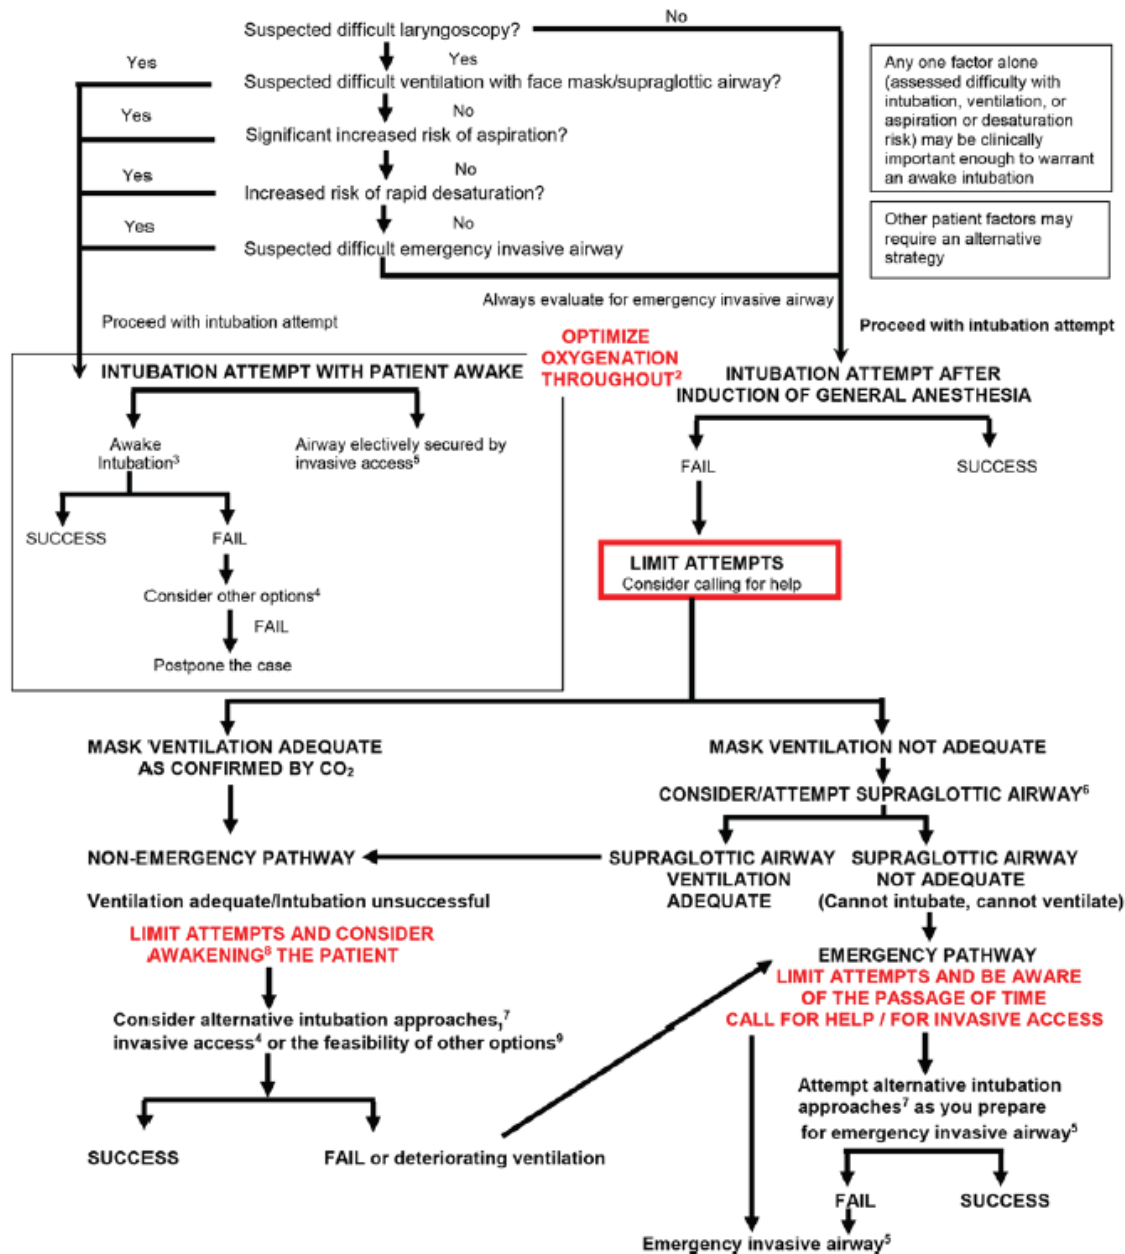 No
Suspected difficult laryngoscopy?
Yes
Yes
Suspected difficult ventilation with face mask/supraglottic airway?
No
Yes
Significant increased risk of aspiration?
No
Yes
Increased risk of rapid desaturation?
No
Yes
Suspected difficult emergency invasive airway
Any one factor alone
(assessed difficulty with
intubation, ventilation, or
aspiration or desaturation
risk) may be clinically
important enough to warrant
an awake intubation
Other patient factors may
require an alternative
strategy
Always evaluate for emergency invasive airway
Proceed with intubation attempt
Proceed with intubation attempt
OPTIMIZE
OXYGENATION
THROUGHOUT²
INTUBATION ATTEMPT WITH PATIENT AWAKE
Awake
Intubation³
Airway electively secured by
invasive access⁵
SUCCESS
FAIL
Consider other options⁴
FAIL
Postpone the case
INTUBATION ATTEMPT AFTER
INDUCTION OF GENERAL ANESTHESIA
FAIL
SUCCESS
LIMIT ATTEMPTS
Consider calling for help
MASK VENTILATION ADEQUATE
AS CONFIRMED BY CO₂
MASK VENTILATION NOT ADEQUATE
CONSIDER/ATTEMPT SUPRAGLOTTIC AIRWAY⁶
NON-EMERGENCY PATHWAY
SUPRAGLOTTIC AIRWAY
VENTILATION
ADEQUATE
SUPRAGLOTTIC AIRWAY
NOT ADEQUATE
(Cannot intubate, cannot ventilate)
Ventilation adequate/Intubation unsuccessful
LIMIT ATTEMPTS AND CONSIDER
AWAKENING⁸ THE PATIENT
EMERGENCY PATHWAY
LIMIT ATTEMPTS AND BE AWARE
OF THE PASSAGE OF TIME
CALL FOR HELP / FOR INVASIVE ACCESS
Consider alternative intubation approaches,⁷
invasive access⁴ or the feasibility of other options⁹
Attempt alternative intubation
approaches⁷ as you prepare
for emergency invasive airway⁵
SUCCESS
FAIL or deteriorating ventilation
FAIL
SUCCESS
Emergency invasive airway⁵